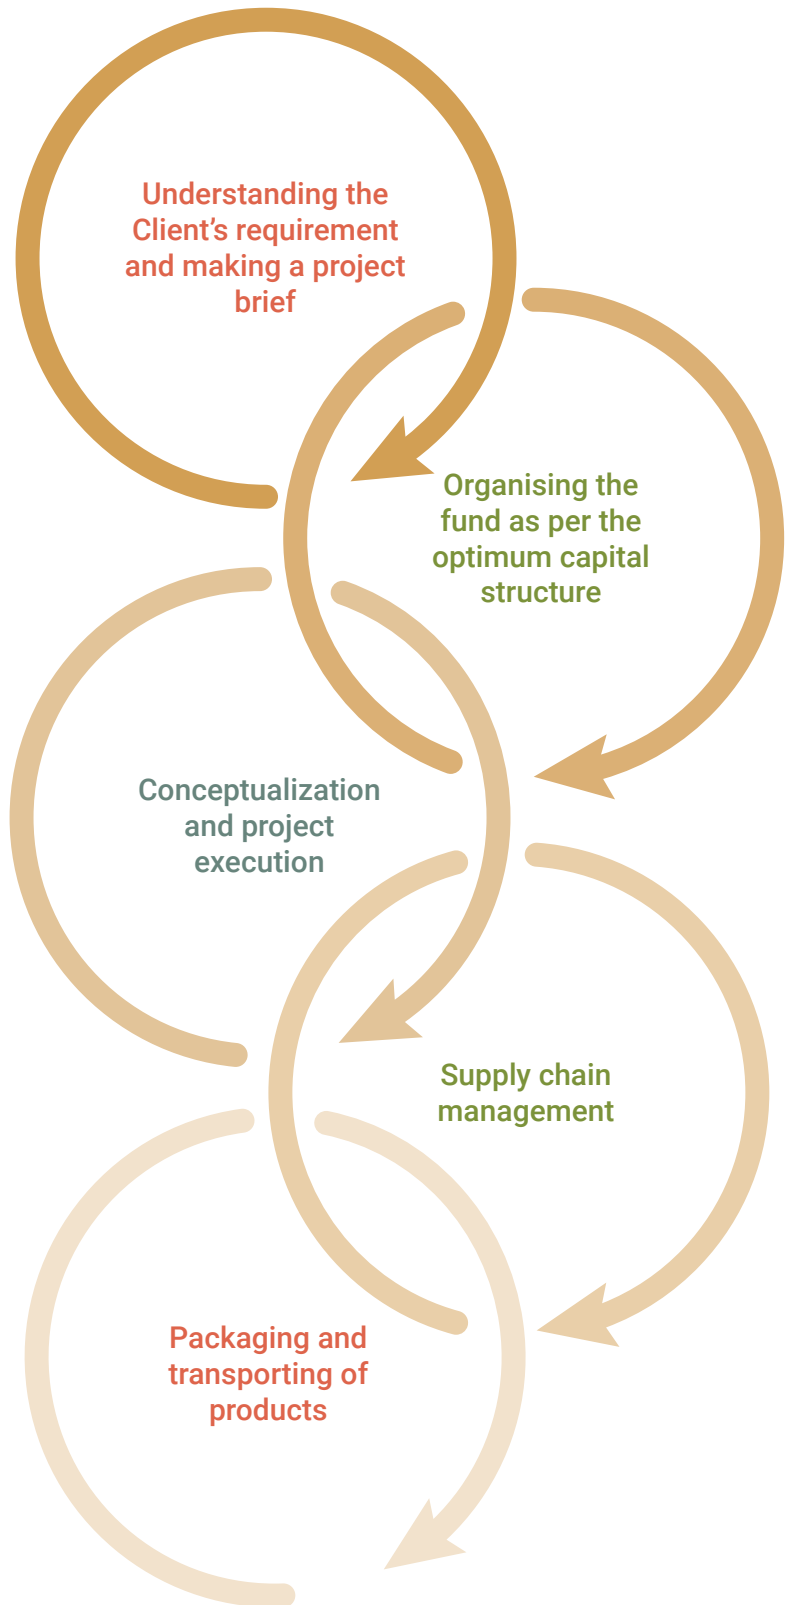 Understanding the
Client’s requirement
and making a project
brief
Organising the
fund as per the
optimum capital
structure
Conceptualization
and project
execution
Supply chain
management
Packaging and
transporting of
products